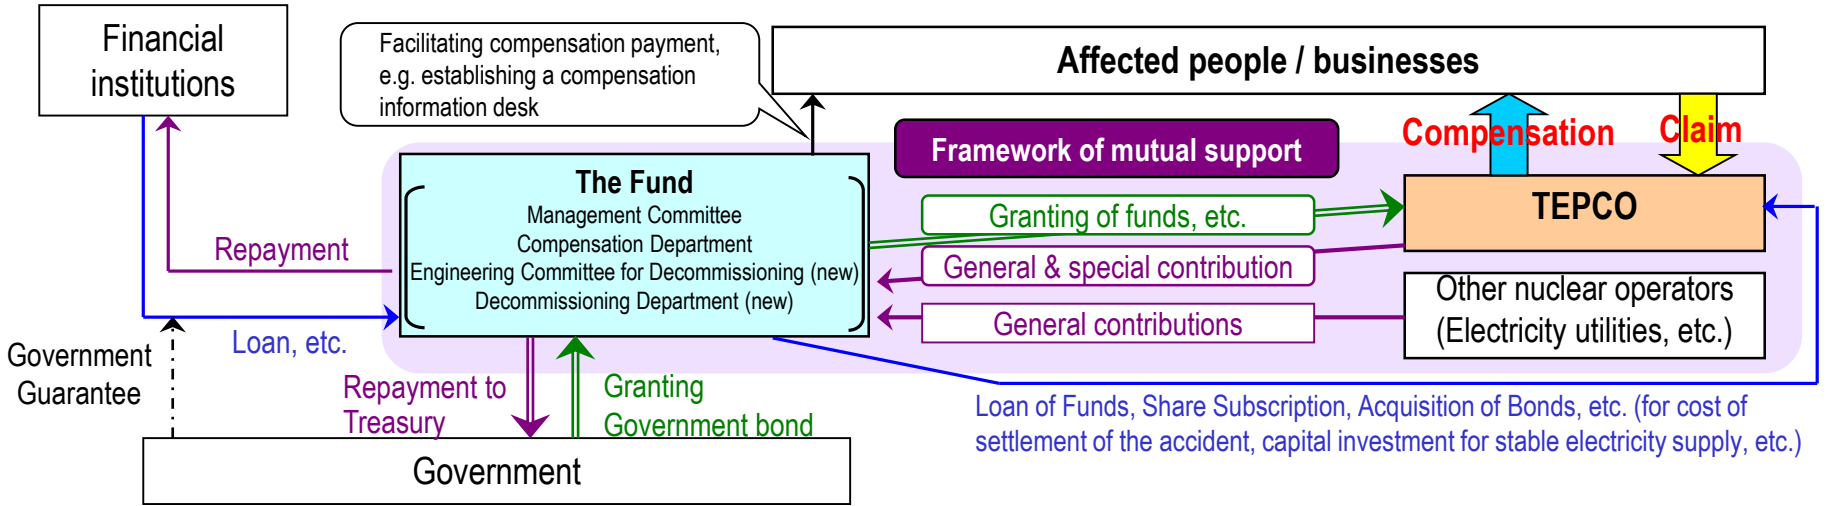 Financial
institutions
Facilitating compensation payment,
e.g. establishing a compensation
information desk
Affected people / businesses
Compensation
Claim
Framework of mutual support
The Fund
Management Committee
Compensation Department
Engineering Committee for Decommissioning (new)
Decommissioning Department (new)
Granting of funds, etc.
TEPCO
Repayment
General & special contribution
General contributions
Other nuclear operators
(Electricity utilities, etc.)
Loan, etc.
Government
Guarantee
Repayment to
Treasury
Granting
Government bond
Loan of Funds, Share Subscription, Acquisition of Bonds, etc. (for cost of
settlement of the accident, capital investment for stable electricity supply, etc.)
Government